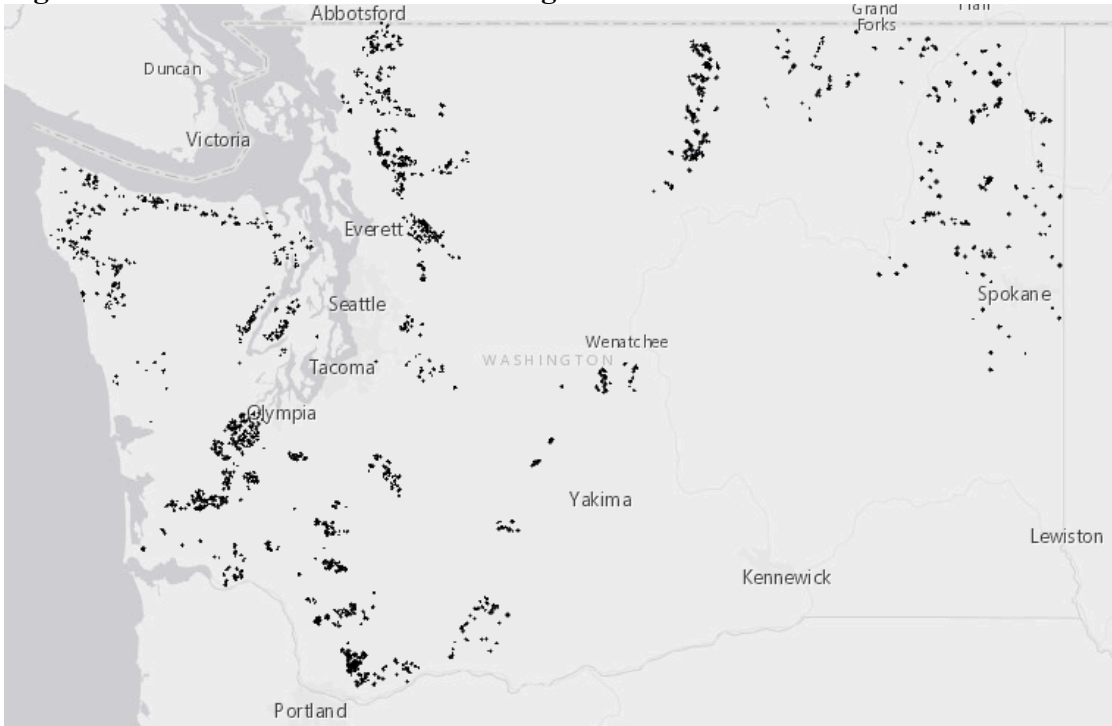 Abbotsford
Grand
Forks
Duncan
Victoria
Everett
Seattle
Spokane
Wenatchee
WASHINGTON
Tacoma
Olympia
Yakima
Lewiston
Kennewick
Portland